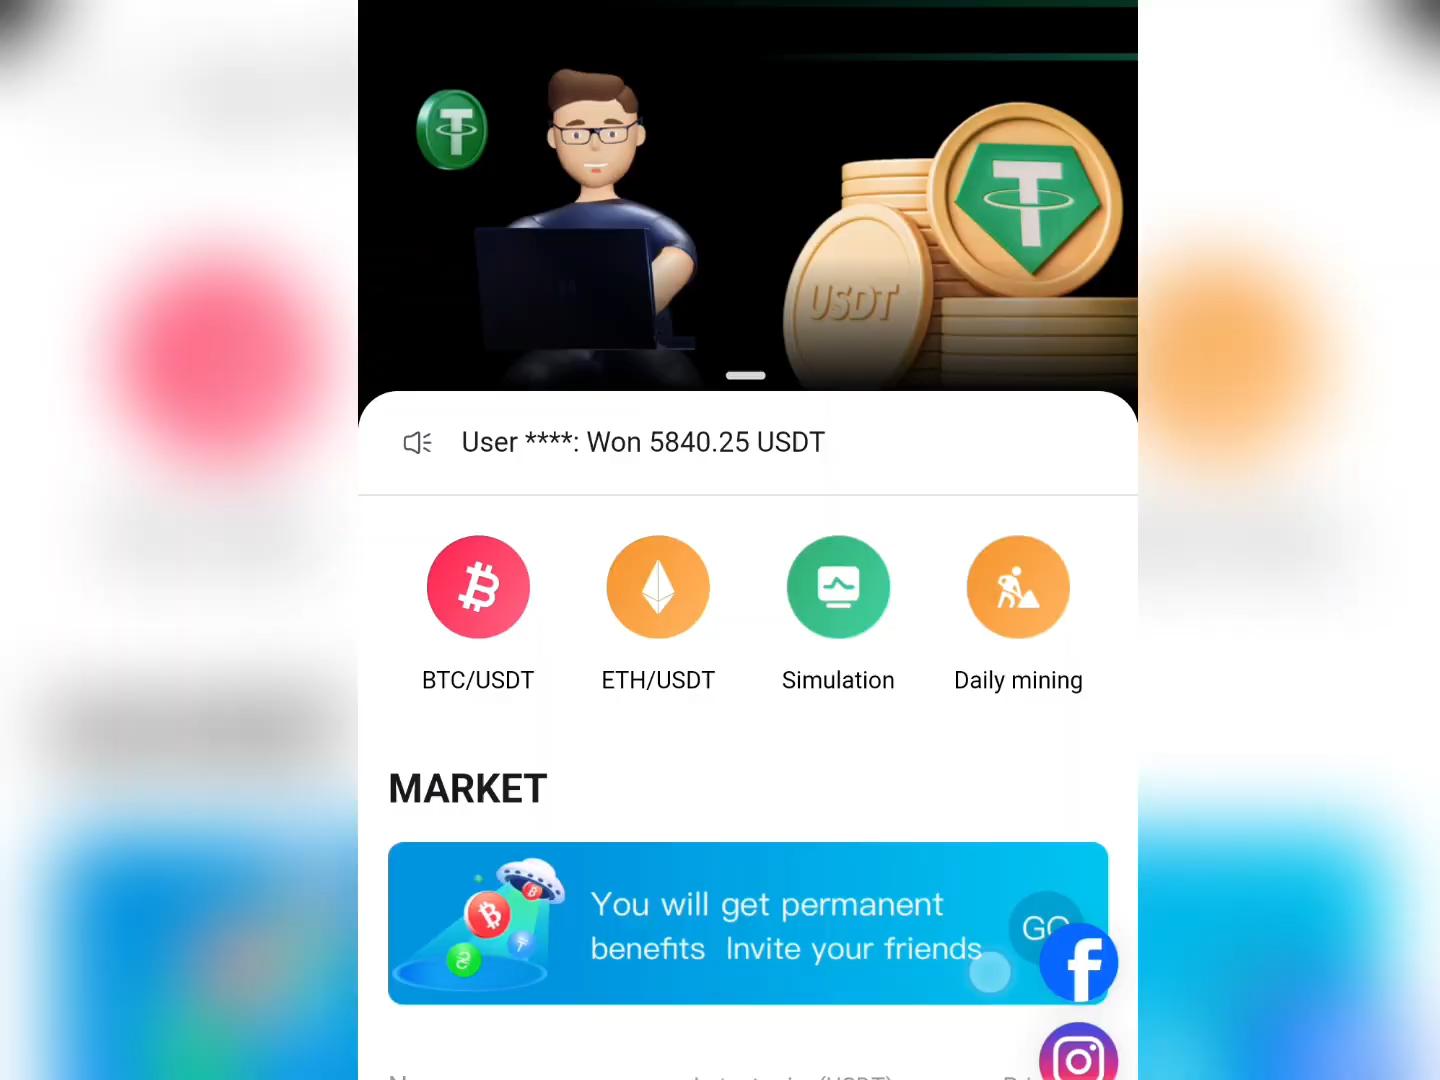 USDT
User ****: Won 5840.25 USDT
BTC/USDT
ETH/USDT
Simulation
Daily mining
MARKET
You will get permanent
benefits Invite your friends
GO